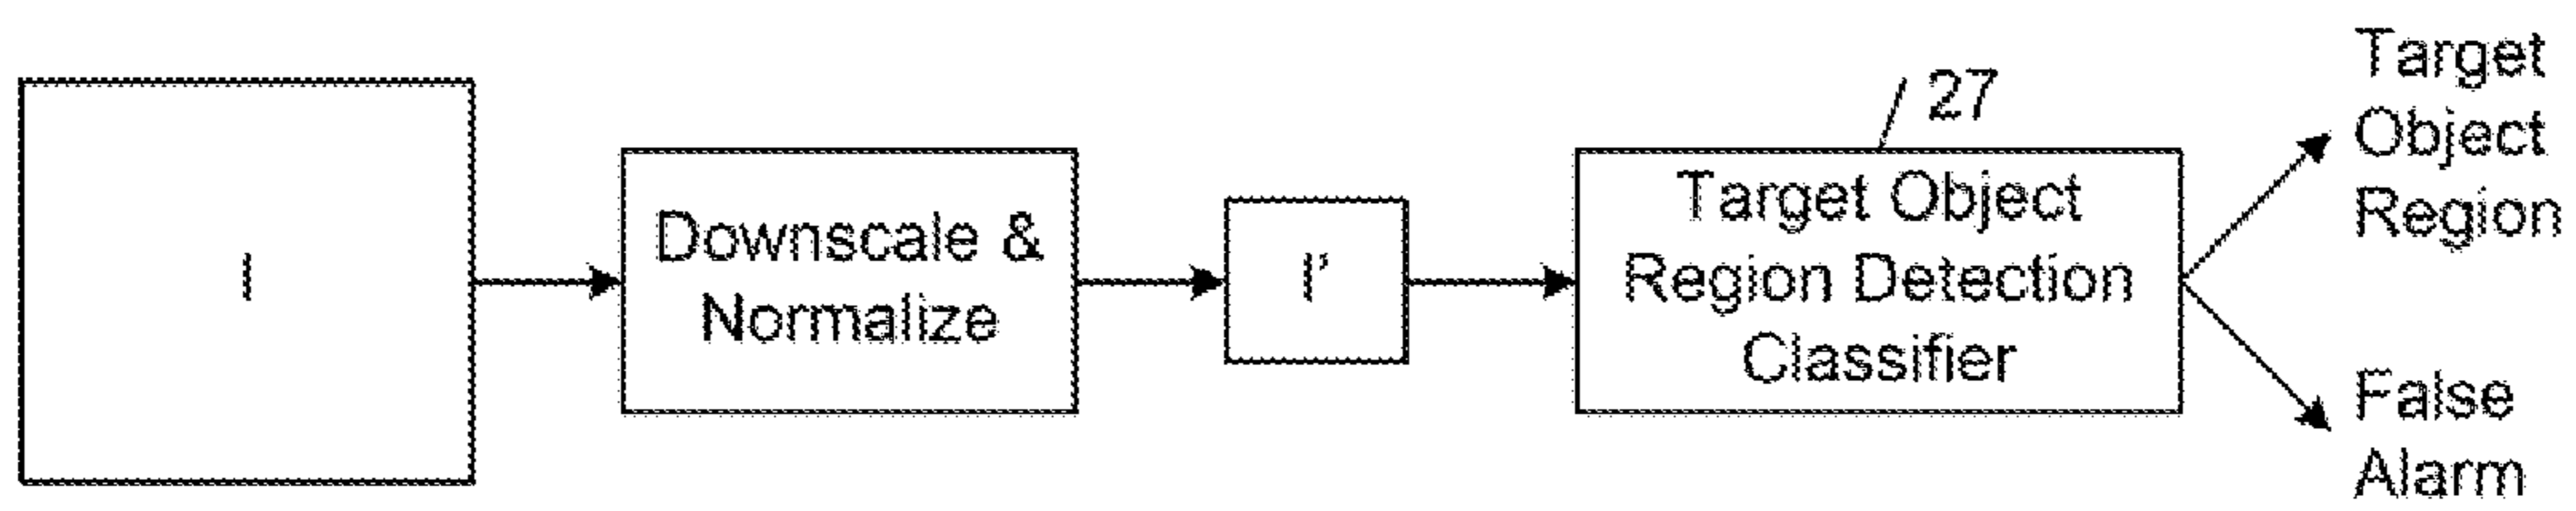 I
Downscale &
Normalize
I'
27
Target Object
Region Detection
Classifier
Target
Object
Region
False
Alarm